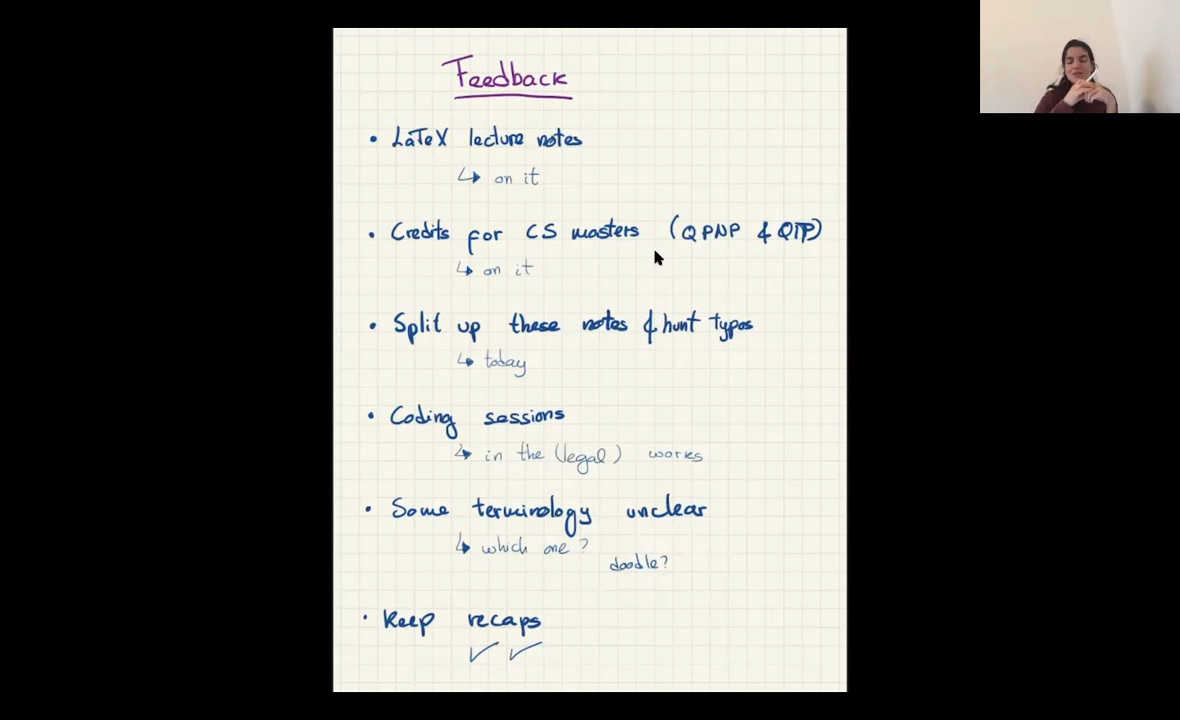 Feedback
• LaTeX lecture notes
↳ on it
• Credits for CS masters (QPNP & QIP)
↳ on it
• Split up these notes & hunt typos
↳ today
• Coding sessions
↳ in the (legal) works
• Some terminology unclear
↳ which one?
doodle?
• Keep recaps
✓ ✓